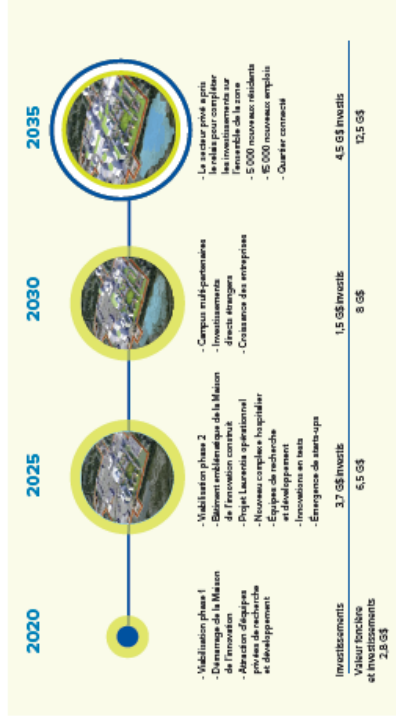 2020
- Viabilisation phase 1
- Démarrage de la Maison
de l'innovation
- Attraction d'équipes
privées de recherche
et développement
2025
- Viabilisation phase 2
- Bâtiment emblématique de la Maison
de l'innovation construit
- Projet Laurentia opérationnel
- Nouveau complexe hospitalier
- Équipes de recherche
et développement
- Innovations en tests
- Émergence de starts-ups
2030
- Campus multi-partenaires
- Investissements
directs étrangers
- Croissance des entreprises
2035
- Le secteur privé a pris
le relais pour compléter
les investissements sur
l'ensemble de la zone
- 5 000 nouveaux résidents
- 15 000 nouveaux emplois
- Quartier connecté
Investissements
3,7 G$ investis
1,5 G$ investis
4,5 G$ investis
Valeur foncière
et investissements
2,8 G$
6,5 G$
8 G$
12,5 G$